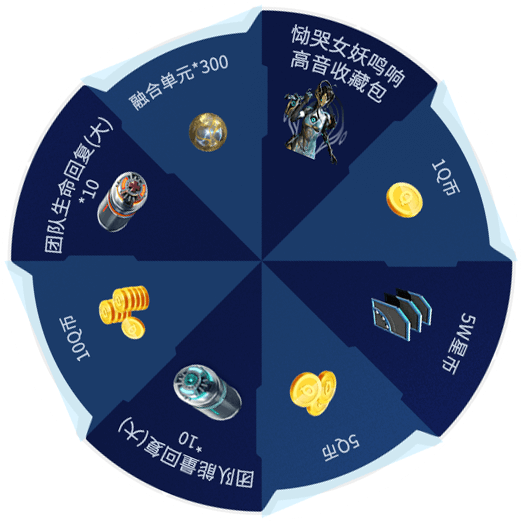 恸哭女妖鸣响
高音收藏包
1Q币
5W星币
5Q币
团队能量回复(大)
*10
10Q币
团队生命回复(大)
*10
融合单元*300